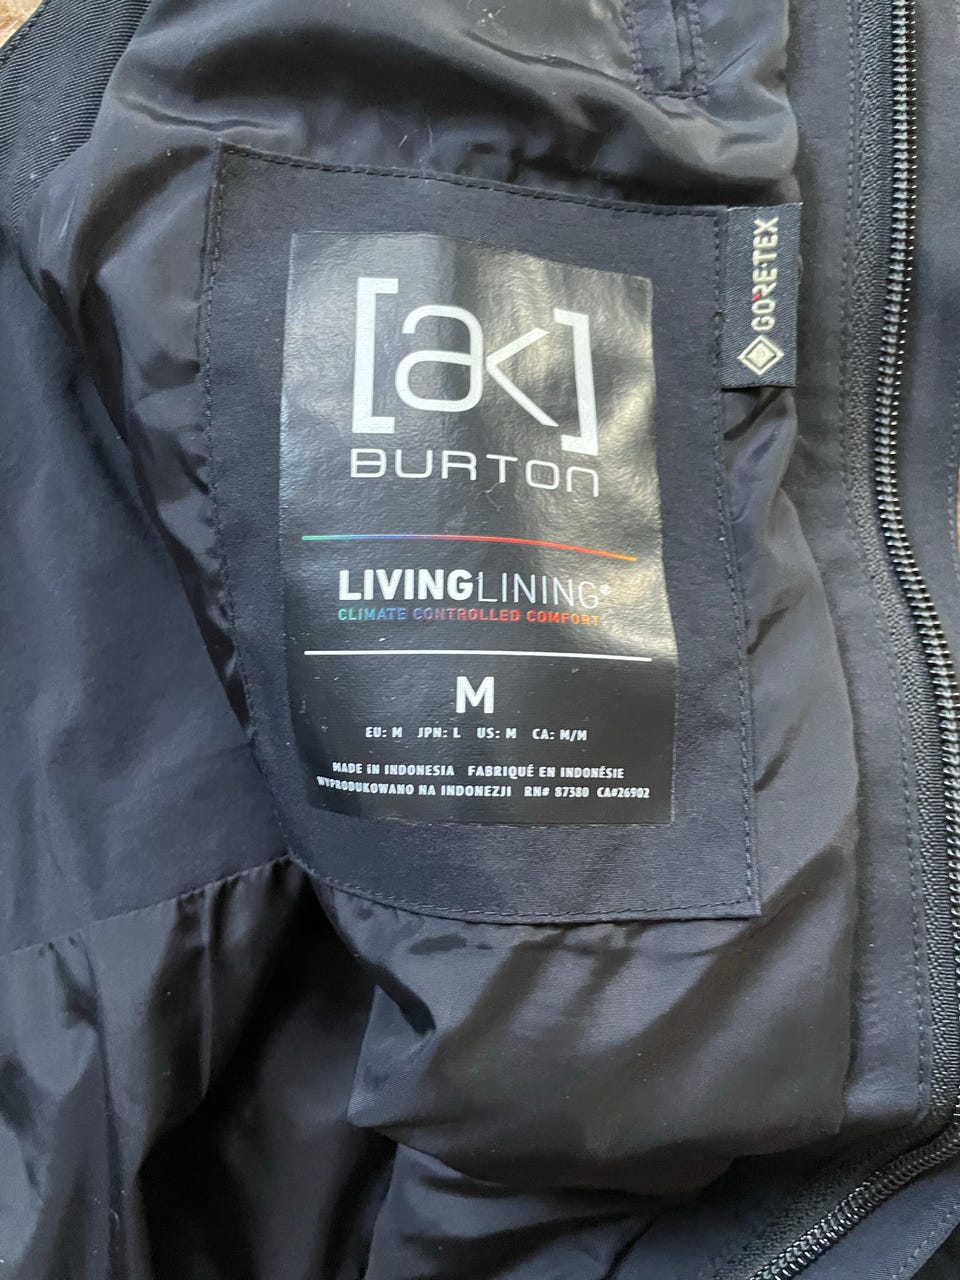 [ak]
BURTON
LIVINGLINING®
CLIMATE CONTROLLED COMFORT
M
EU: M JPN: L US: M CA: M/M
MADE iN INDONESIA FABRIQUÉ EN INDONÉSIE
WYPRODUKOWANO NA INDONEZJI RN# 87380 CA#26902
GORE-TEX